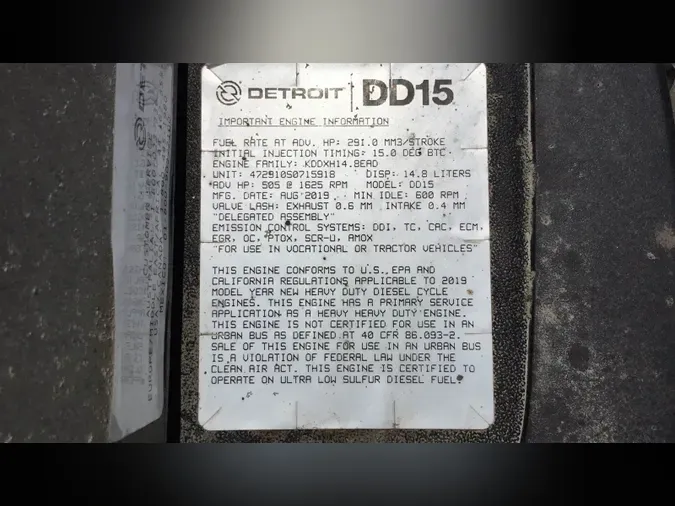 DETROIT DD15
IMPORTANT ENGINE INFORMATION
FUEL RATE AT ADV. HP: 291.0 MM3/STROKE
INITIAL INJECTION TIMING: 15.0 DEG BTC
ENGINE FAMILY: KDDXH14.8EAD
UNIT: 472910S0715918 DISP: 14.8 LITERS
ADV HP: 505 @ 1625 RPM MODEL: DD15
MFG. DATE: AUG 2019 MIN IDLE: 600 RPM
VALVE LASH: EXHAUST 0.6 MM INTAKE 0.4 MM
"DELEGATED ASSEMBLY"
EMISSION CONTROL SYSTEMS: DDI, TC, CAC, ECM,
EGR, OC, PTOX, SCR-U, AMOX
"FOR USE IN VOCATIONAL OR TRACTOR VEHICLES"
THIS ENGINE CONFORMS TO U.S., EPA AND
CALIFORNIA REGULATIONS APPLICABLE TO 2019
MODEL YEAR NEW HEAVY DUTY DIESEL CYCLE
ENGINES. THIS ENGINE HAS A PRIMARY SERVICE
APPLICATION AS A HEAVY HEAVY DUTY ENGINE.
THIS ENGINE IS NOT CERTIFIED FOR USE IN AN
URBAN BUS AS DEFINED AT 40 CFR 86.093-2.
SALE OF THIS ENGINE FOR USE IN AN URBAN BUS
IS A VIOLATION OF FEDERAL LAW UNDER THE
CLEAN AIR ACT. THIS ENGINE IS CERTIFIED TO
OPERATE ON ULTRA LOW SULFUR DIESEL FUEL.